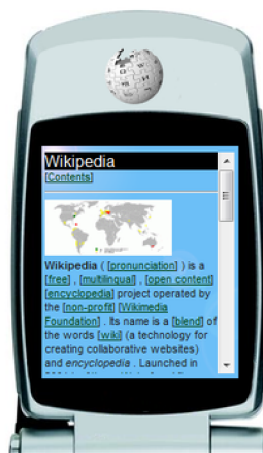 Wikipedia
[Contents]
Wikipedia ( [pronunciation] ) is a
[free] , [multilingual] , [open content]
[encyclopedia] project operated by
the [non-profit] [Wikimedia
Foundation] . Its name is a [blend] of
the words [wiki] (a technology for
creating collaborative websites)
and encyclopedia . Launched in